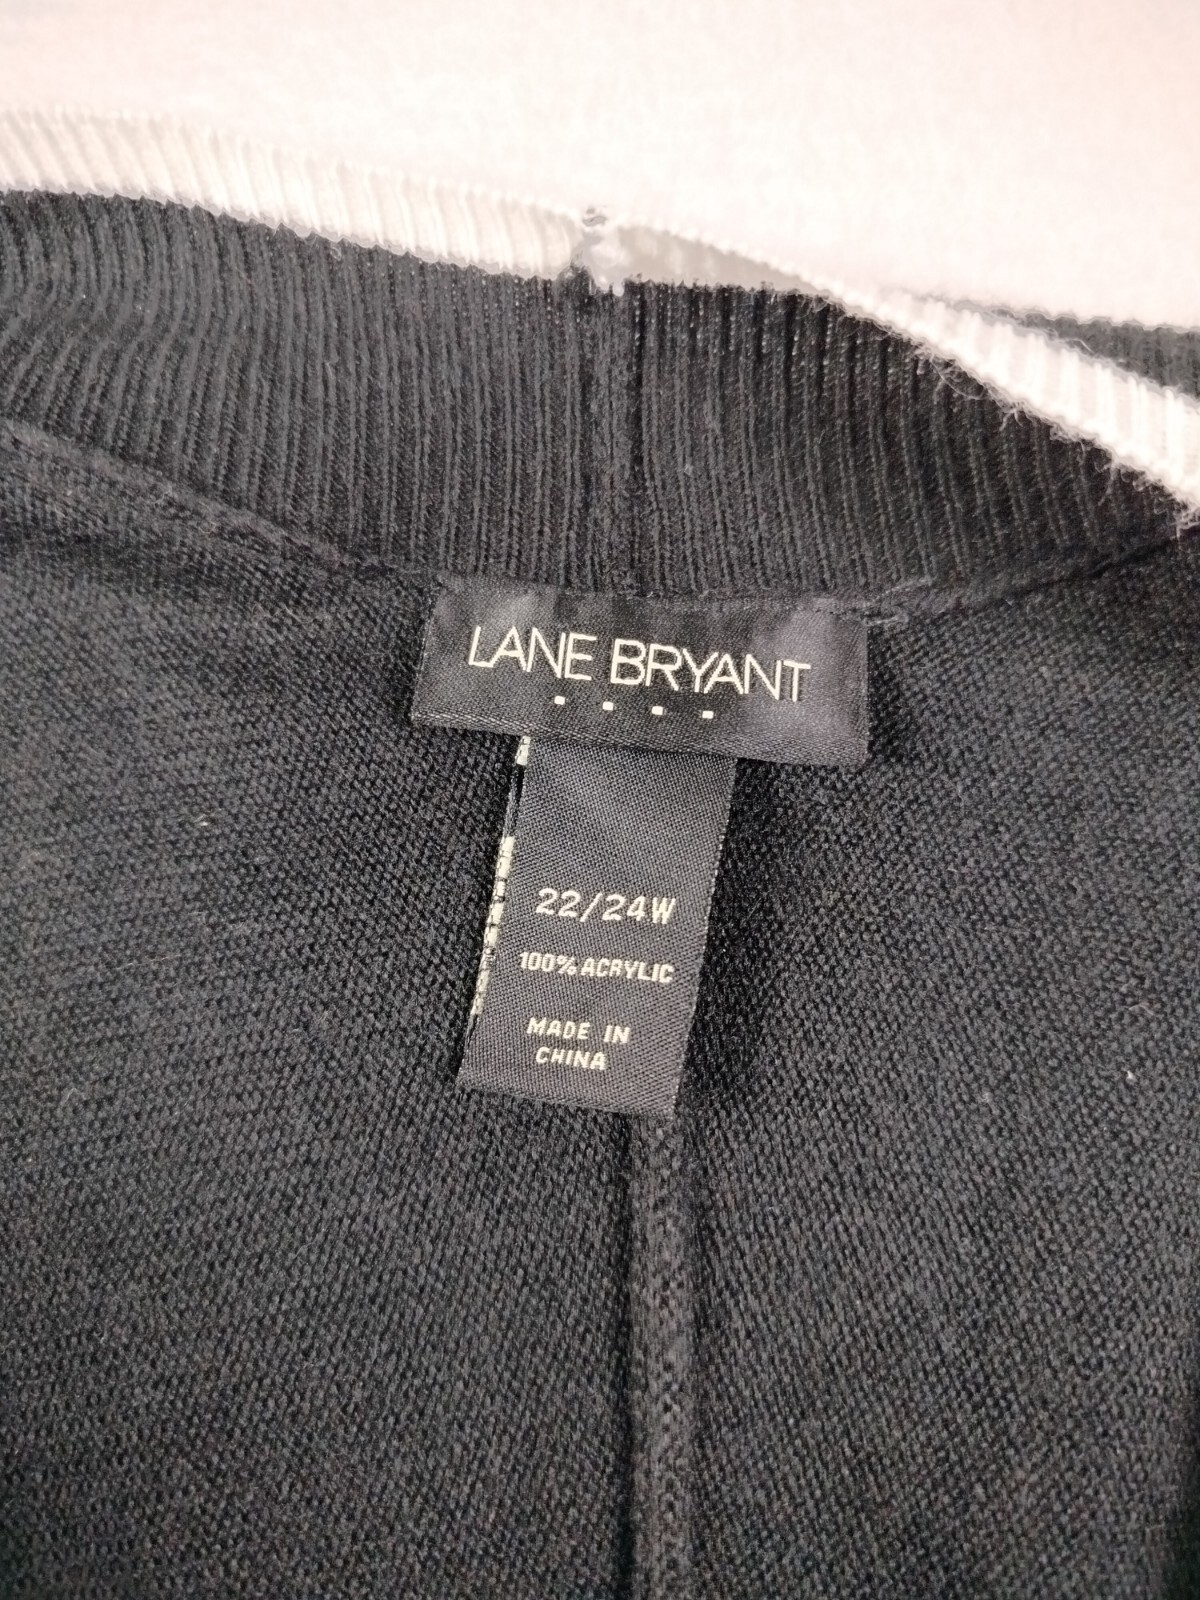 LANE BRYANT
22/24W
100% ACRYLIC
MADE IN
CHINA